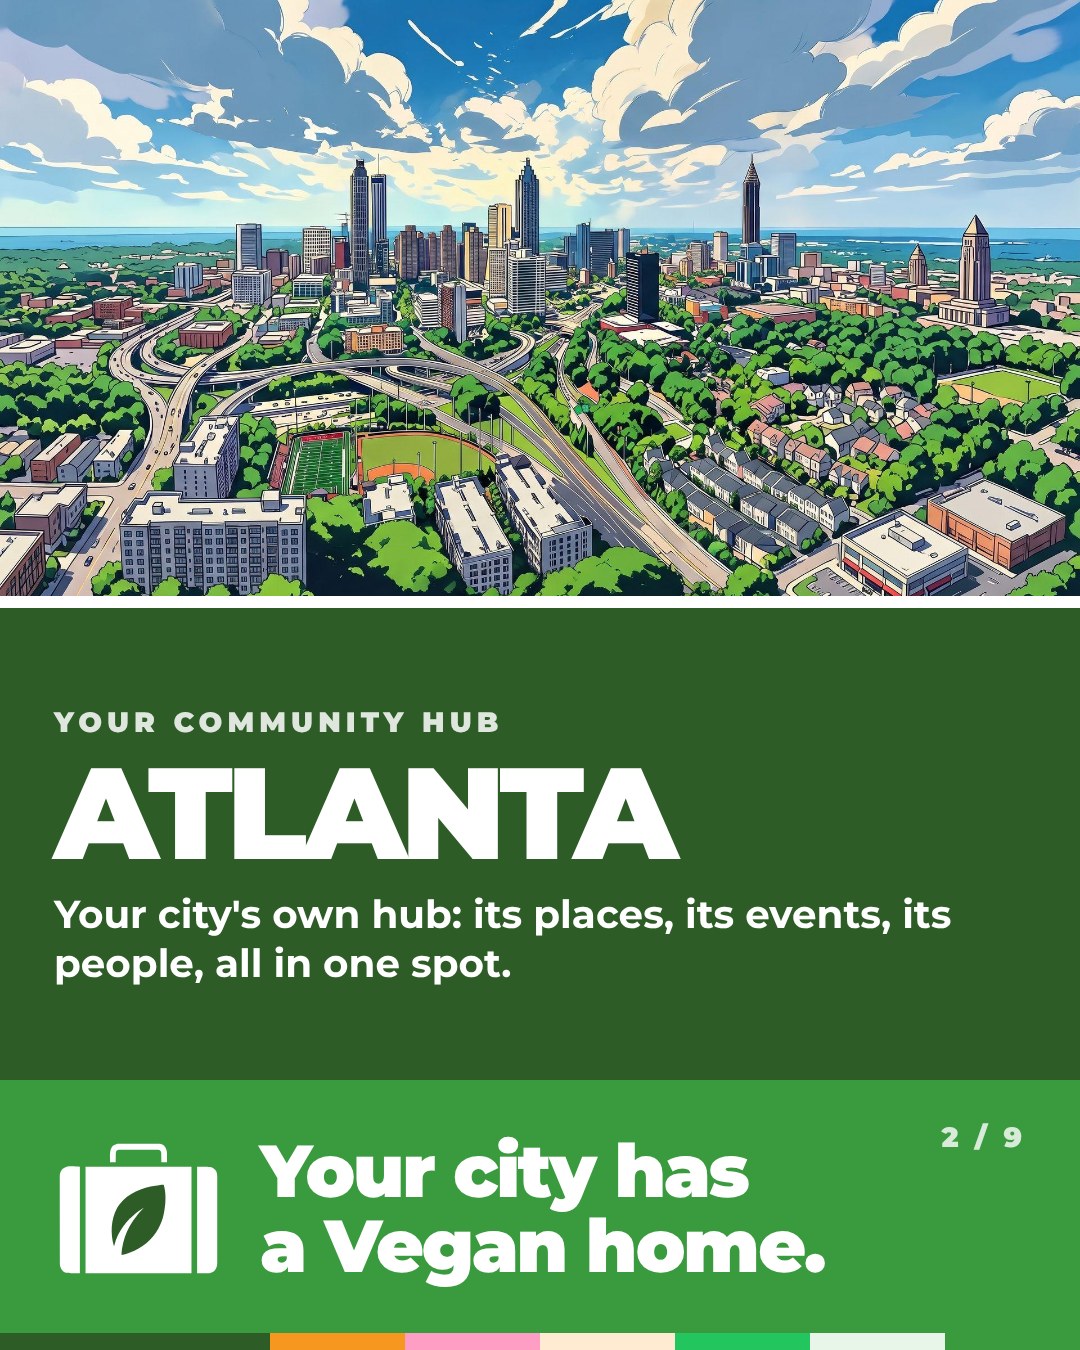 YOUR COMMUNITY HUB
ATLANTA
Your city's own hub: its places, its events, its
people, all in one spot.
2 / 9
Your city has
a Vegan home.